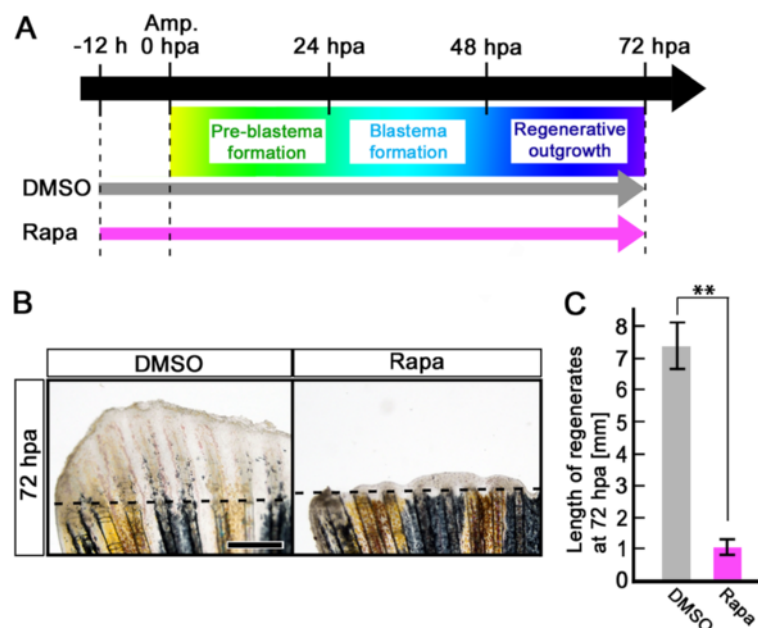 A
Amp.
-12 h 0 hpa 24 hpa 48 hpa 72 hpa
Pre-blastema
formation
Blastema
formation
Regenerative
outgrowth
DMSO
Rapa
B
DMSO Rapa
72 hpa
C
**
Length of regenerates
at 72 hpa [mm]
8
7
6
5
4
3
2
1
0
DMSO
Rapa